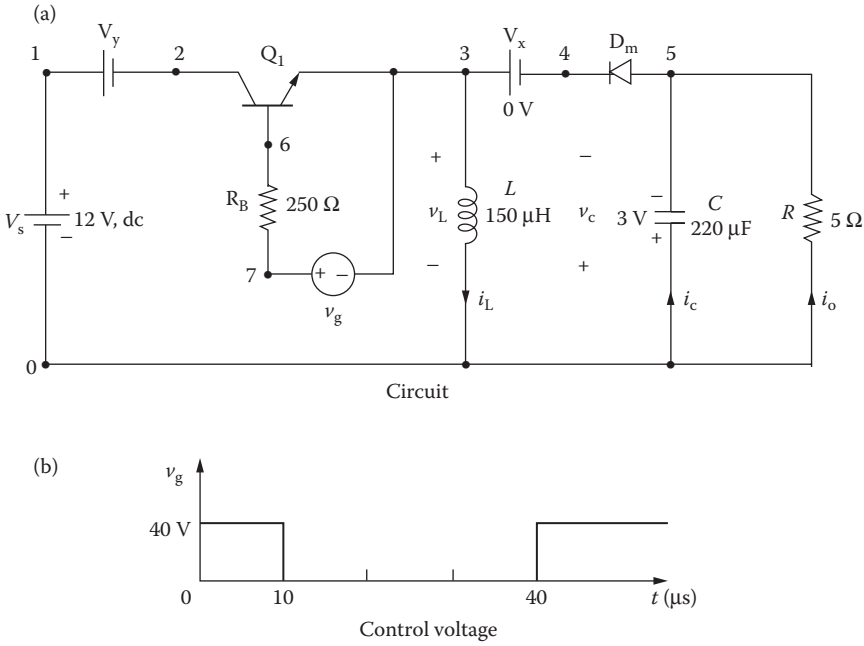 (a)
V_y
1
2
Q_1
3
V_x
4
D_m
5
0 V
6
V_s
+
12 V, dc
−
R_B
250 Ω
+
v_L
−
L
150 μH
−
v_c
+
3 V
−
+
C
220 μF
R
5 Ω
7
+ −
v_g
i_L
i_c
i_o
0
Circuit
(b)
v_g
40 V
0
10
40
t (μs)
Control voltage